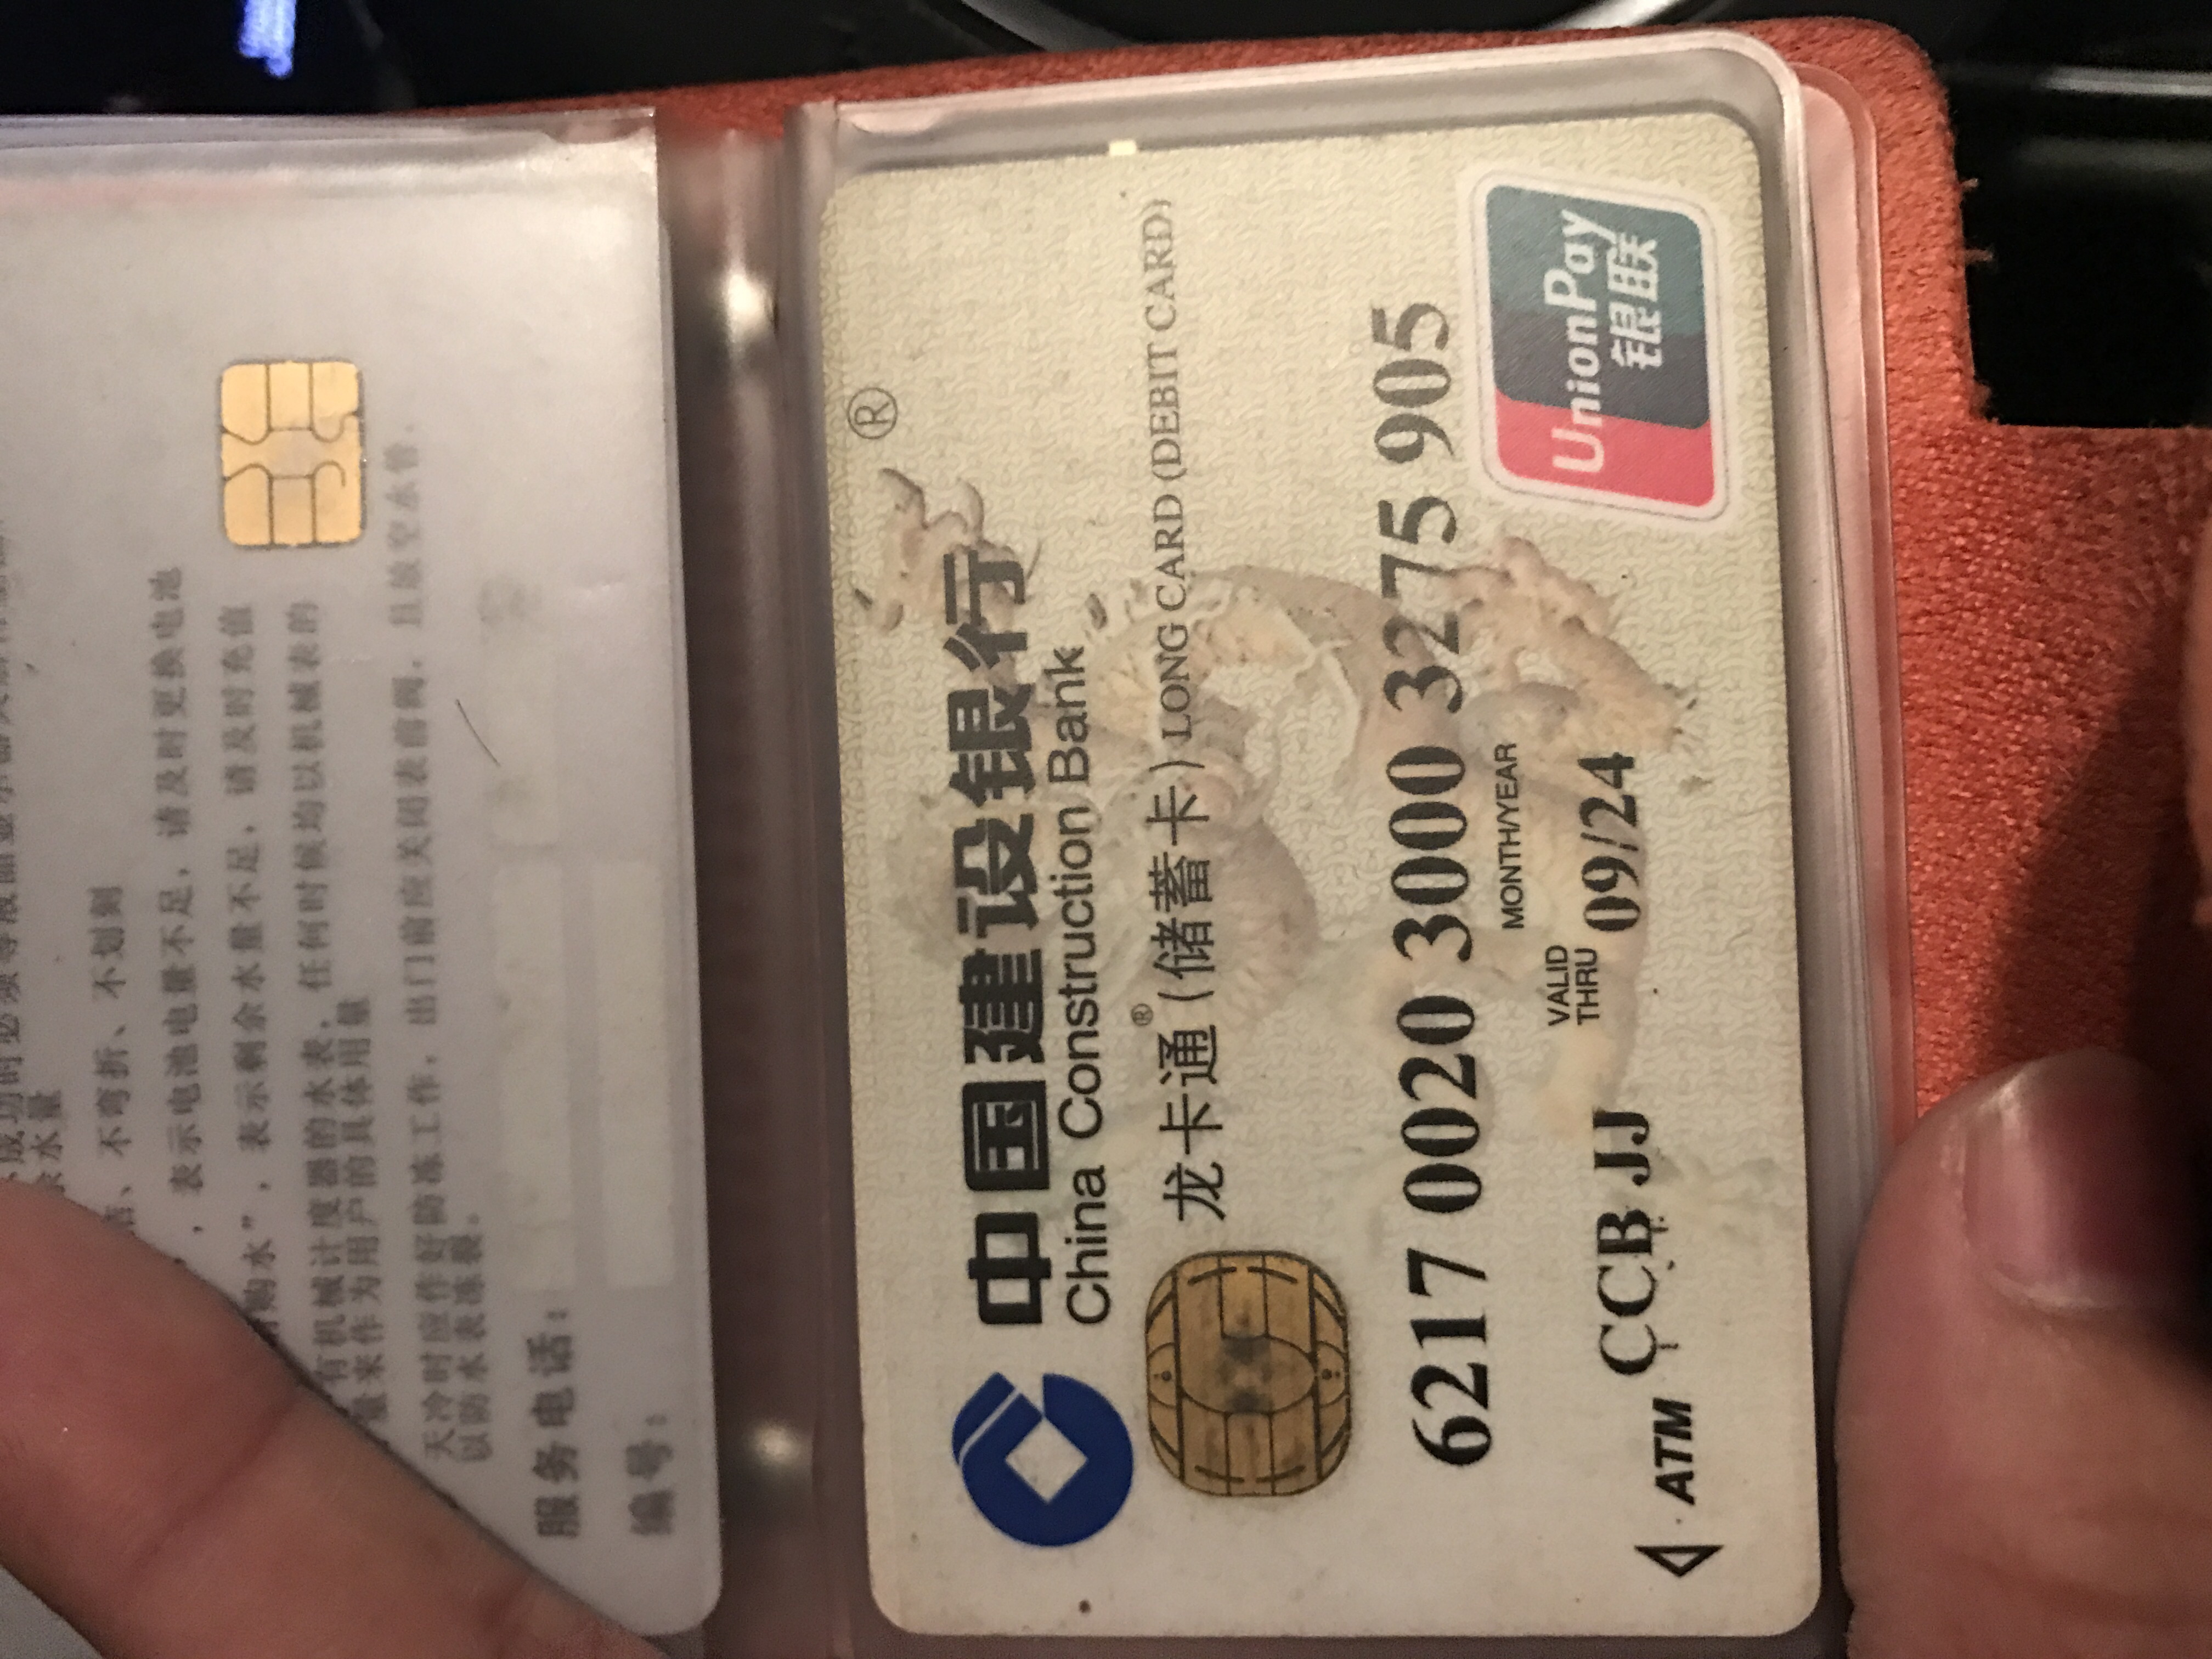 余水量
、不弯折、不划刻
”，表示电池电量不足，请及时更换电池
购水”，表示剩余水量不足，请及时充值
有机械计度器的水表，任何时候均以机械表的
量来作为用户的具体用量
天冷时应作好防冻工作，出门前应关闭表前阀，且放空水管，
以防水表冻裂。
服务电话：
编号：
®
中国建设银行
China Construction Bank
龙卡通®(储蓄卡) LONG CARD (DEBIT CARD)
6217 0020 3000 3275 905
MONTH/YEAR
VALID THRU 09/24
ATM CCB JJ
UnionPay
银联